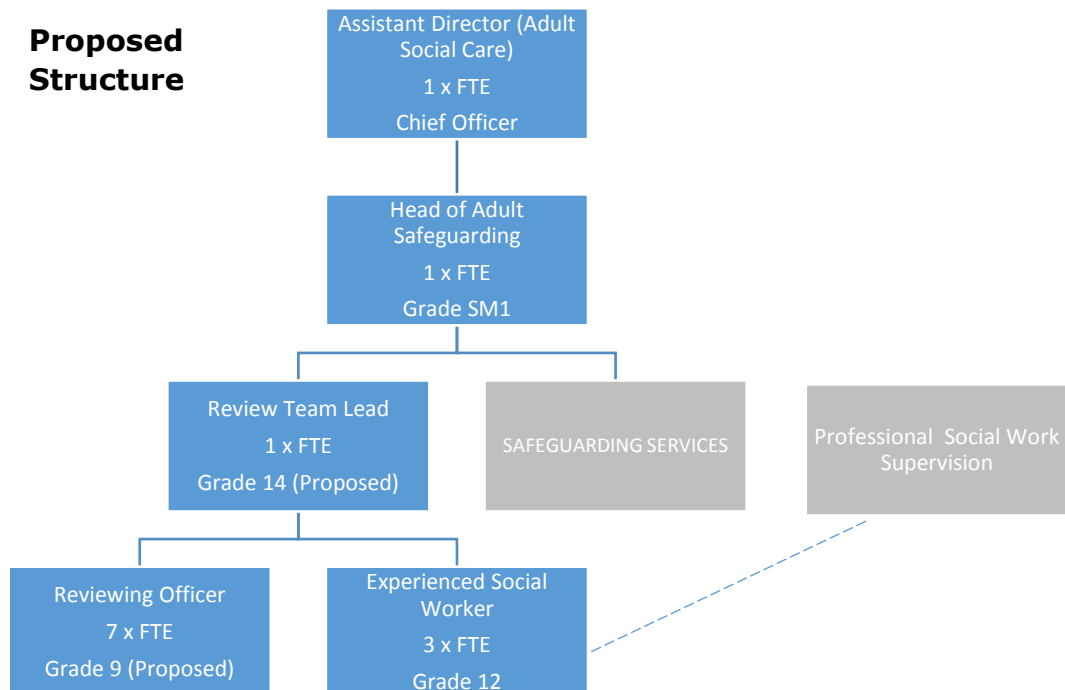 Proposed
Structure
Assistant Director (Adult
Social Care)
1 x FTE
Chief Officer
Head of Adult
Safeguarding
1 x FTE
Grade SM1
Review Team Lead
1 x FTE
Grade 14 (Proposed)
SAFEGUARDING SERVICES
Professional  Social Work
Supervision
Reviewing Officer
7 x FTE
Grade 9 (Proposed)
Experienced Social
Worker
3 x FTE
Grade 12